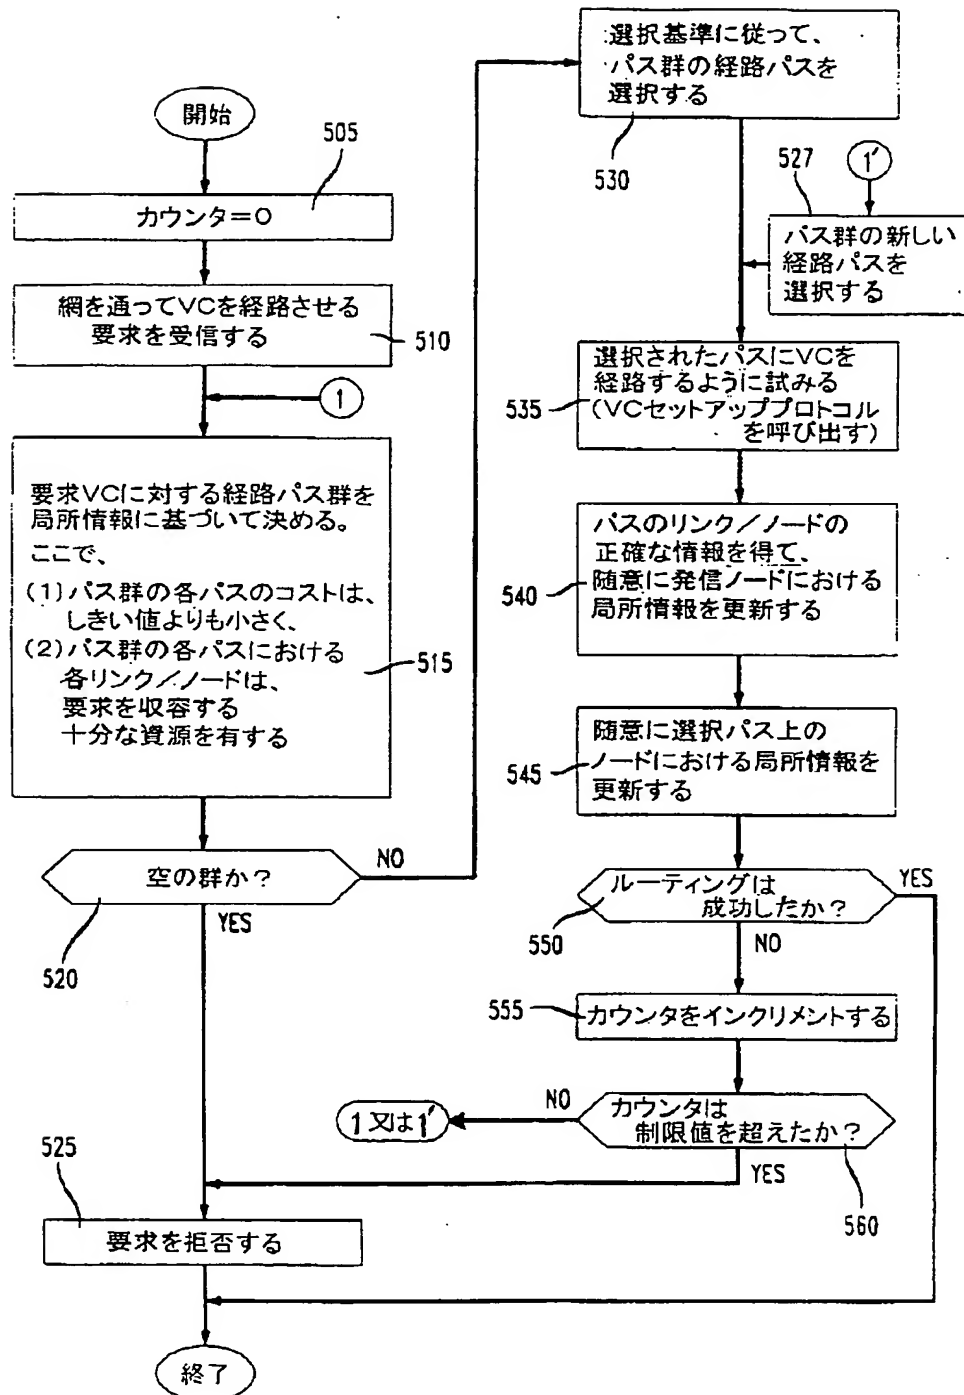 開始
505
カウンタ=0
網を通ってVCを経路させる
要求を受信する
510
1
要求VCに対する経路パス群を
局所情報に基づいて決める。
ここで、
(1)パス群の各パスのコストは、
しきい値よりも小さく、
(2)パス群の各パスにおける
各リンク/ノードは、
要求を収容する
十分な資源を有する
515
空の群か?
NO
YES
520
525
要求を拒否する
終了
選択基準に従って、
パス群の経路パスを
選択する
530
527
1′
パス群の新しい
経路パスを
選択する
選択されたパスにVCを
経路するように試みる
(VCセットアッププロトコル
を呼び出す)
535
パスのリンク/ノードの
正確な情報を得て、
随意に発信ノードにおける
局所情報を更新する
540
随意に選択パス上の
ノードにおける局所情報を
更新する
545
ルーティングは
成功したか?
YES
550
NO
555
カウンタをインクリメントする
カウンタは
制限値を超えたか?
NO
1又は1′
YES
560